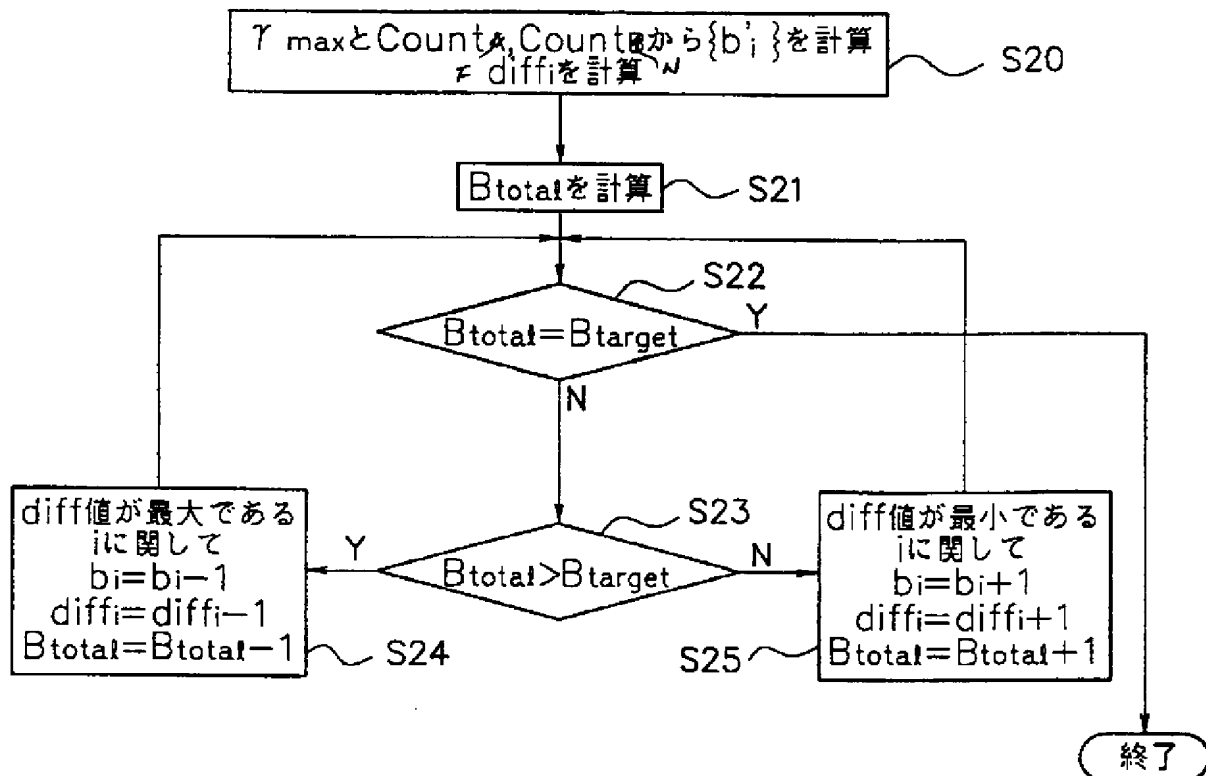 γ maxとCount, Countから{b'i}を計算
F diffiを計算 N
S20
Btotalを計算
S21
S22
Btotal=Btarget
Y
N
S23
Btotal>Btarget
Y
N
diff値が最大である
iに関して
bi=bi-1
diffi=diffi-1
Btotal=Btotal-1
S24
diff値が最小である
iに関して
bi=bi+1
diffi=diffi+1
Btotal=Btotal+1
S25
終了